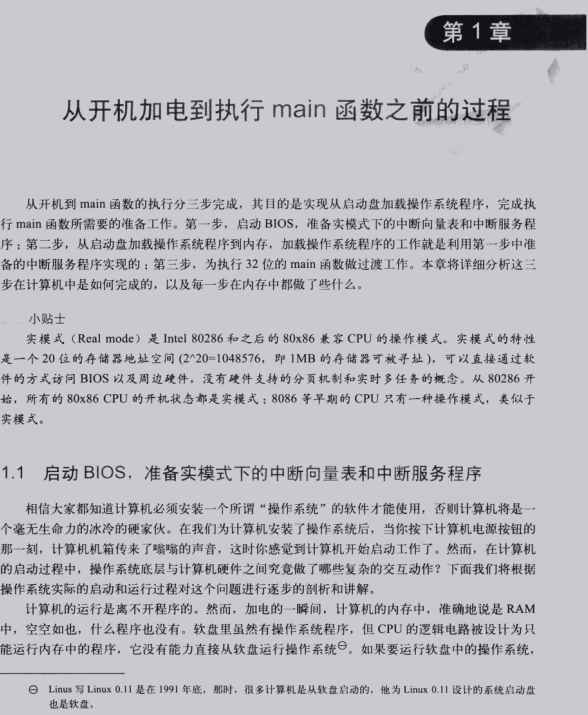 第1章
从开机加电到执行 main 函数之前的过程
从开机到 main 函数的执行分三步完成，其目的是实现从启动盘加载操作系统程序，完成执
行 main 函数所需要的准备工作。第一步，启动 BIOS，准备实模式下的中断向量表和中断服务程
序；第二步，从启动盘加载操作系统程序到内存，加载操作系统程序的工作就是利用第一步中准
备的中断服务程序实现的；第三步，为执行 32 位的 main 函数做过渡工作。本章将详细分析这三
步在计算机中是如何完成的，以及每一步在内存中都做了些什么。
小贴士
实模式（Real mode）是 Intel 80286 和之后的 80x86 兼容 CPU 的操作模式。实模式的特性
是一个 20 位的存储器地址空间 (2^20=1048576，即 1MB 的存储器可被寻址)，可以直接通过软
件的方式访问 BIOS 以及周边硬件，没有硬件支持的分页机制和实时多任务的概念。从 80286 开
始，所有的 80x86 CPU 的开机状态都是实模式；8086 等早期的 CPU 只有一种操作模式，类似于
实模式。
1.1 启动 BIOS，准备实模式下的中断向量表和中断服务程序
相信大家都知道计算机必须安装一个所谓“操作系统”的软件才能使用，否则计算机将是一
个毫无生命力的冰冷的硬家伙。在我们为计算机安装了操作系统后，当你按下计算机电源按钮的
那一刻，计算机机箱传来了嗡嗡的声音，这时你感觉到计算机开始启动工作了。然而，在计算机
的启动过程中，操作系统底层与计算机硬件之间究竟做了哪些复杂的交互动作？下面我们将根据
操作系统实际的启动和运行过程对这个问题进行逐步的剖析和讲解。
计算机的运行是离不开程序的。然而，加电的一瞬间，计算机的内存中，准确地说是 RAM
中，空空如也，什么程序也没有。软盘里虽然有操作系统程序，但 CPU 的逻辑电路被设计为只
能运行内存中的程序，它没有能力直接从软盘运行操作系统㊀。如果要运行软盘中的操作系统，
㊀ Linus 写 Linux 0.11 是在 1991 年底，那时，很多计算机是从软盘启动的，他为 Linux 0.11 设计的系统启动盘
也是软盘。